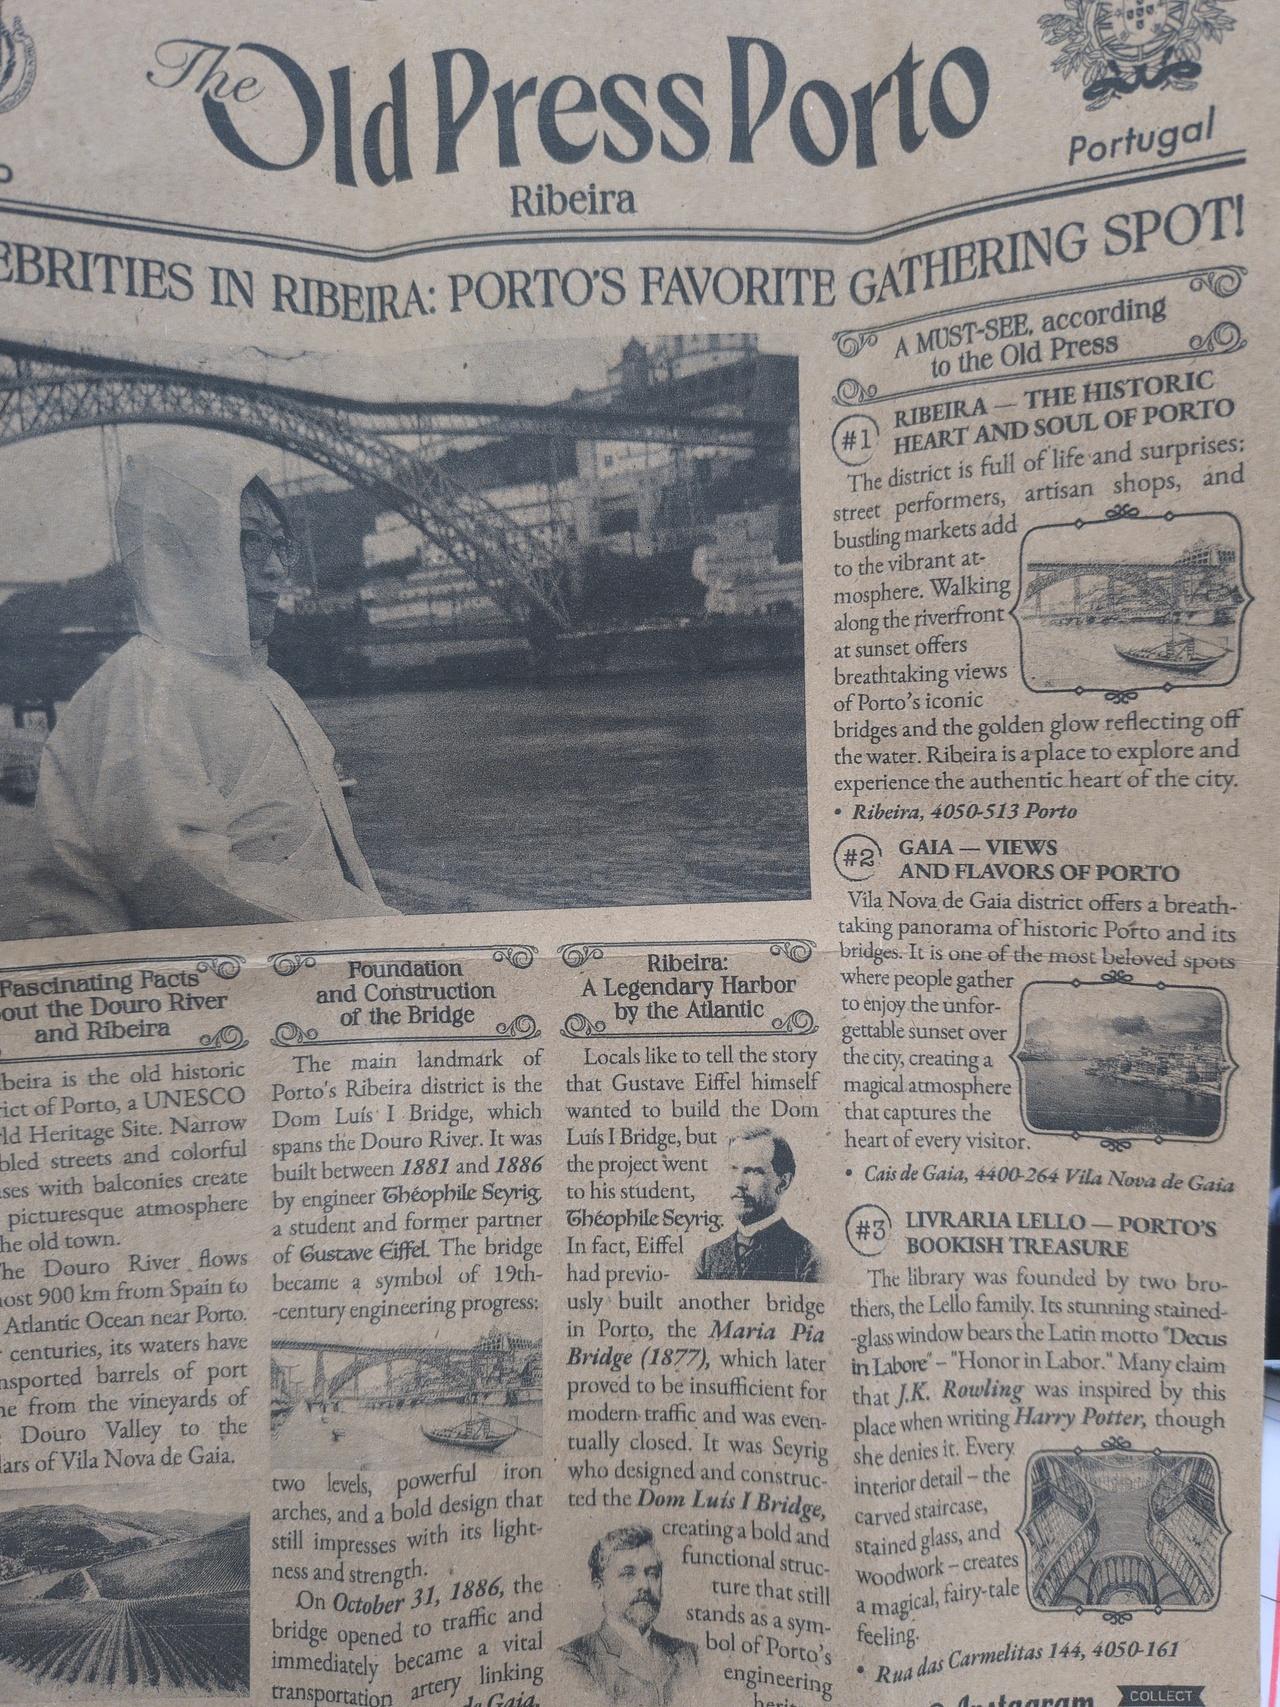 The Old Press Porto
Ribeira
Portugal
EBRITIES IN RIBEIRA: PORTO'S FAVORITE GATHERING SPOT!
Fascinating Facts
out the Douro River
and Ribeira
beira is the old historic
rict of Porto, a UNESCO
ld Heritage Site. Narrow
bled streets and colorful
ses with balconies create
picturesque atmosphere
he old town.
he Douro River flows
nost 900 km from Spain to
Atlantic Ocean near Porto.
centuries, its waters have
nsported barrels of port
ne from the vineyards of
Douro Valley to the
lars of Vila Nova de Gaia.
Foundation
and Construction
of the Bridge
The main landmark of
Porto's Ribeira district is the
Dom Luís I Bridge, which
spans the Douro River. It was
built between 1881 and 1886
by engineer Théophile Seyrig,
a student and former partner
of Gustave Eiffel. The bridge
became a symbol of 19th-
-century engineering progress:
two levels, powerful iron
arches, and a bold design that
still impresses with its light-
ness and strength.
On October 31, 1886, the
bridge opened to traffic and
immediately became a vital
transportation artery linking
de Gaia,
Ribeira:
A Legendary Harbor
by the Atlantic
Locals like to tell the story
that Gustave Eiffel himself
wanted to build the Dom
Luís I Bridge, but
the project went
to his student,
Théophile Seyrig.
In fact, Eiffel
had previo-
usly built another bridge
in Porto, the Maria Pia
Bridge (1877), which later
proved to be insufficient for
modern traffic and was even-
tually closed. It was Seyrig
who designed and construc-
ted the Dom Luís I Bridge,
creating a bold and
functional struc-
ture that still
stands as a sym-
bol of Porto's
engineering
A MUST-SEE, according
to the Old Press
#1 RIBEIRA — THE HISTORIC
HEART AND SOUL OF PORTO
The district is full of life and surprises:
street performers, artisan shops, and
bustling markets add
to the vibrant at-
mosphere. Walking
along the riverfront
at sunset offers
breathtaking views
of Porto's iconic
bridges and the golden glow reflecting off
the water. Ribeira is a place to explore and
experience the authentic heart of the city.
• Ribeira, 4050-513 Porto
#2 GAIA — VIEWS
AND FLAVORS OF PORTO
Vila Nova de Gaia district offers a breath-
taking panorama of historic Porto and its
bridges. It is one of the most beloved spots
where people gather
to enjoy the unfor-
gettable sunset over
the city, creating a
magical atmosphere
that captures the
heart of every visitor.
• Cais de Gaia, 4400-264 Vila Nova de Gaia
#3 LIVRARIA LELLO — PORTO'S
BOOKISH TREASURE
The library was founded by two bro-
thers, the Lello family. Its stunning stained-
-glass window bears the Latin motto "Decus
in Labore" – "Honor in Labor." Many claim
that J.K. Rowling was inspired by this
place when writing Harry Potter, though
she denies it. Every
interior detail – the
carved staircase,
stained glass, and
woodwork – creates
a magical, fairy-tale
feeling.
• Rua das Carmelitas 144, 4050-161
Instagram
COLLECT